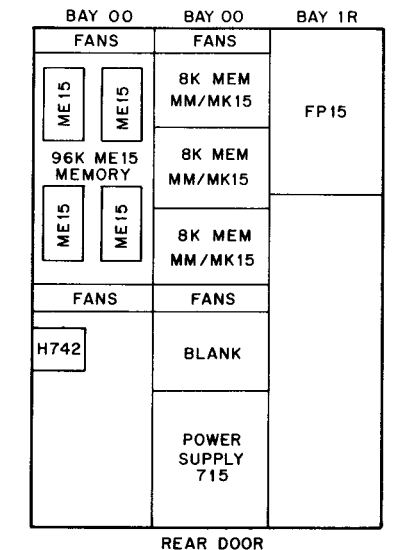 BAY 00
BAY 00
BAY 1R
FANS
ME15
ME15
96K ME15
MEMORY
ME15
ME15
FANS
H742
FANS
8K MEM
MM/MK15
8K MEM
MM/MK15
8K MEM
MM/MK15
FANS
BLANK
POWER
SUPPLY
715
FP15
REAR DOOR